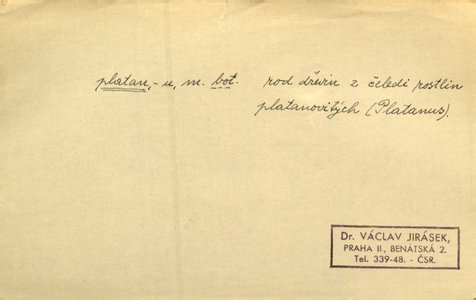 platan, -u, m. bot. rod dřevin z čeledi rostlin
platanovitých (Platanus).
Dr. VÁCLAV JIRÁSEK,
PRAHA II., BENÁTSKÁ 2.
Tel. 339-48. - ČSR.